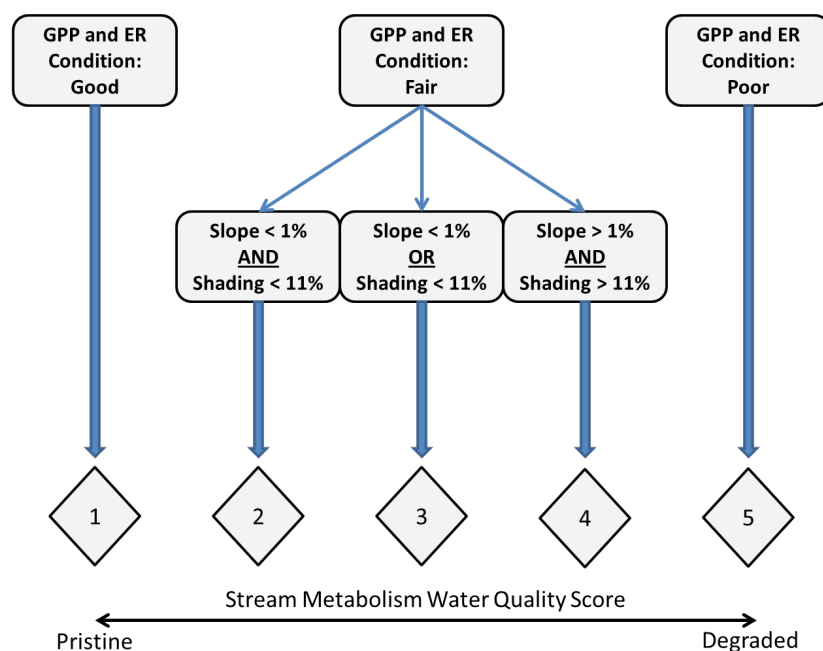 GPP and ER
Condition:
Good
GPP and ER
Condition:
Fair
GPP and ER
Condition:
Poor
Slope < 1%
AND
Shading < 11%
Slope < 1%
OR
Shading < 11%
Slope > 1%
AND
Shading > 11%
1
2
3
4
5
Stream Metabolism Water Quality Score
Pristine
Degraded